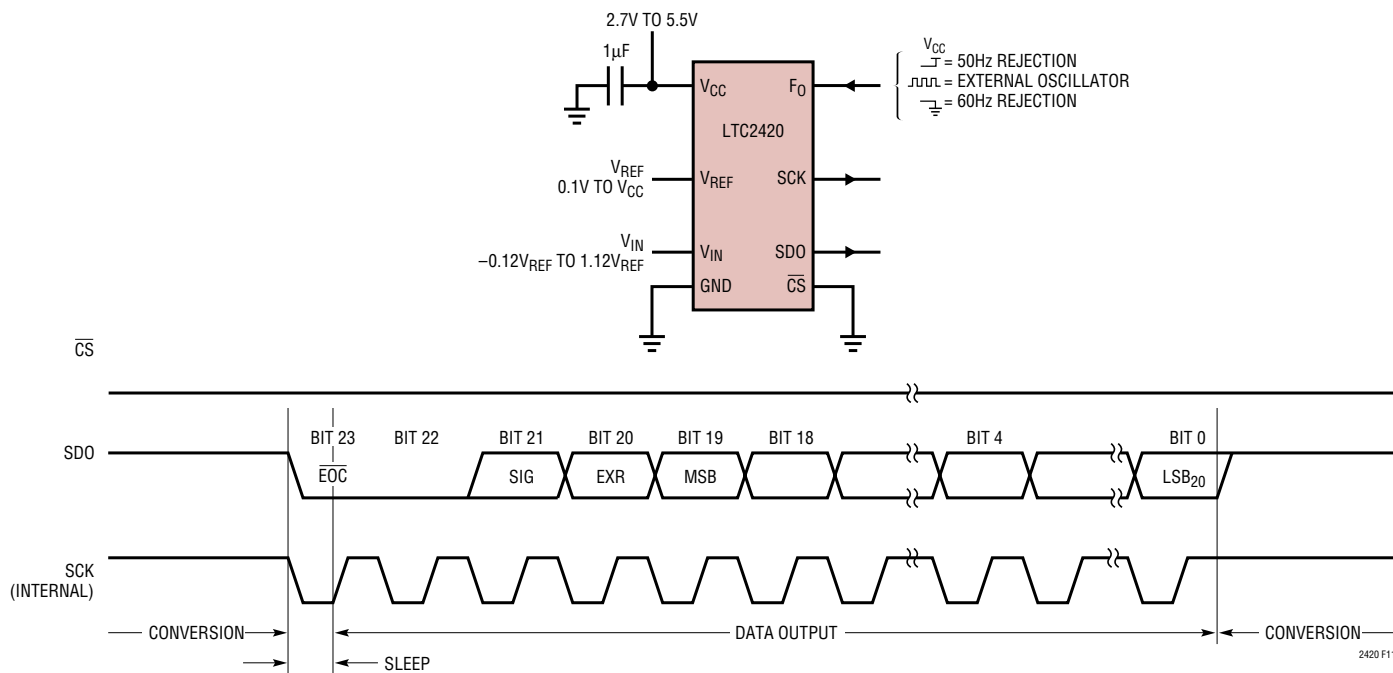 2.7V TO 5.5V
1µF
VCC
= 50Hz REJECTION
= EXTERNAL OSCILLATOR
= 60Hz REJECTION
VCC
FO
LTC2420
VREF
0.1V TO VCC
VREF
SCK
VIN
–0.12VREF TO 1.12VREF
VIN
SDO
GND
CS
CS
BIT 23
BIT 22
BIT 21
BIT 20
BIT 19
BIT 18
BIT 4
BIT 0
SDO
EOC
SIG
EXR
MSB
LSB20
SCK
(INTERNAL)
CONVERSION
DATA OUTPUT
CONVERSION
SLEEP
2420 F11